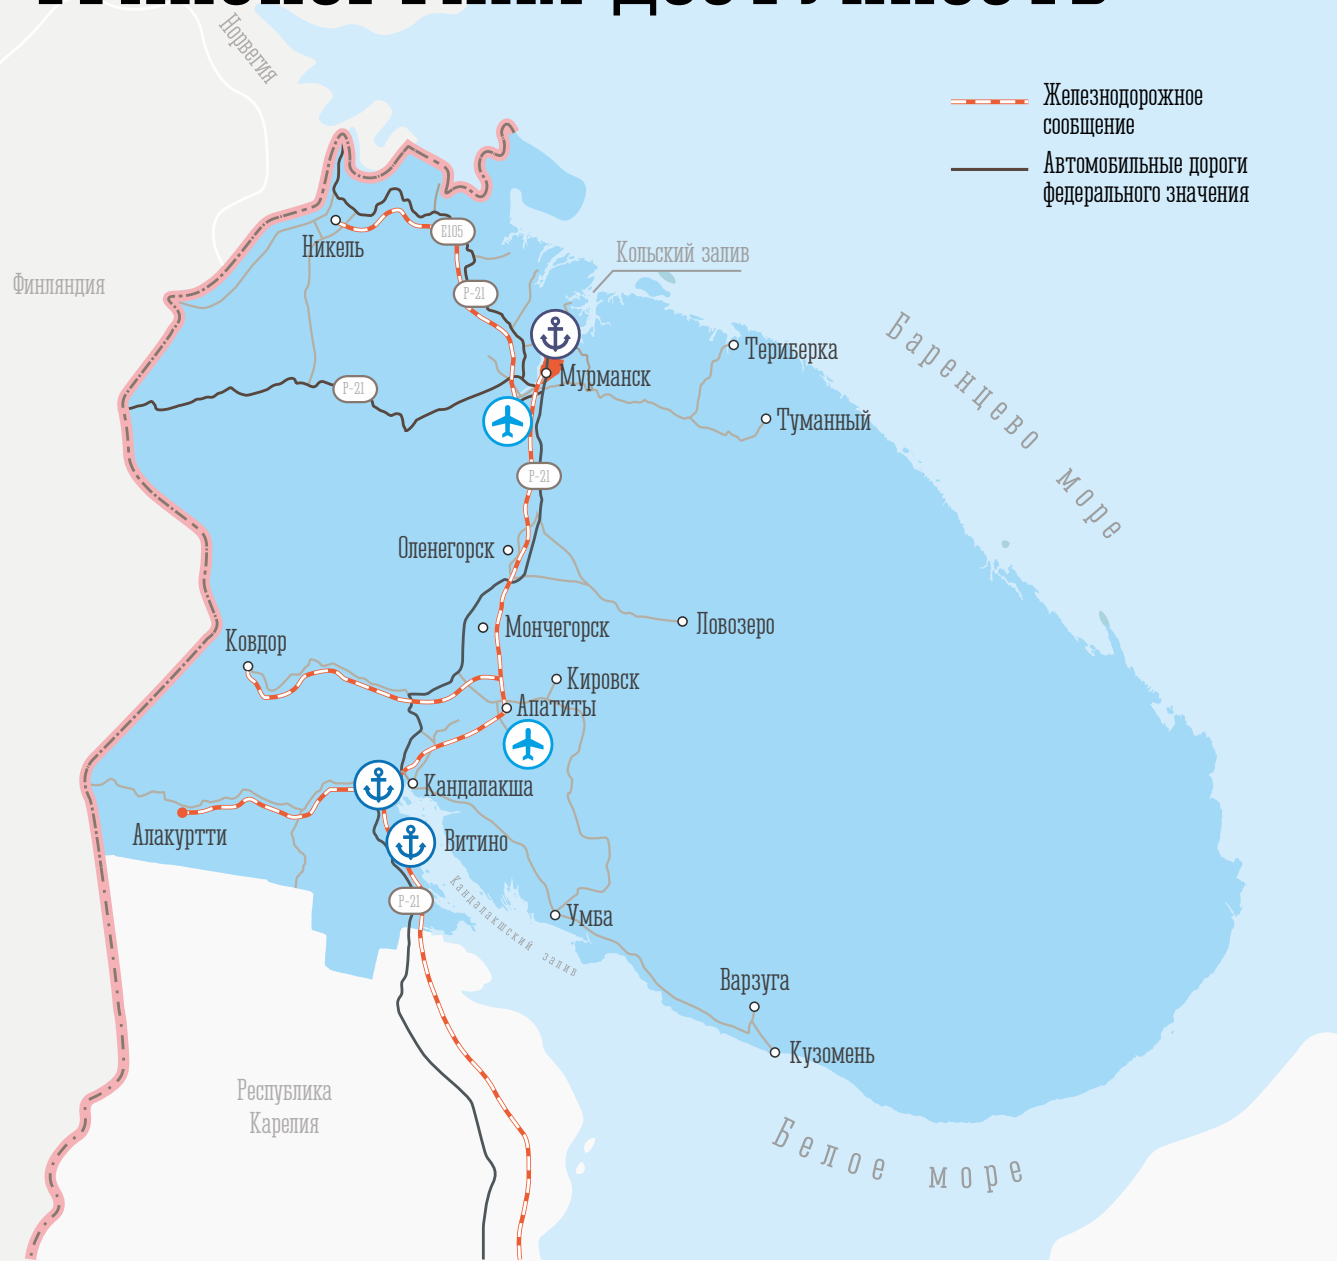 Норвегия
Железнодорожное
сообщение
Автомобильные дороги
федерального значения
Е105
Никель
Кольский залив
Финляндия
Р-21
Териберка
Баренцево море
Мурманск
Р-21
Туманный
Р-21
Оленегорск
Мончегорск
Ловозеро
Ковдор
Кировск
Апатиты
Кандалакша
Алакуртти
Витино
Кандалакшский залив
Р-21
Умба
Варзуга
Кузомень
Республика
Карелия
Белое море